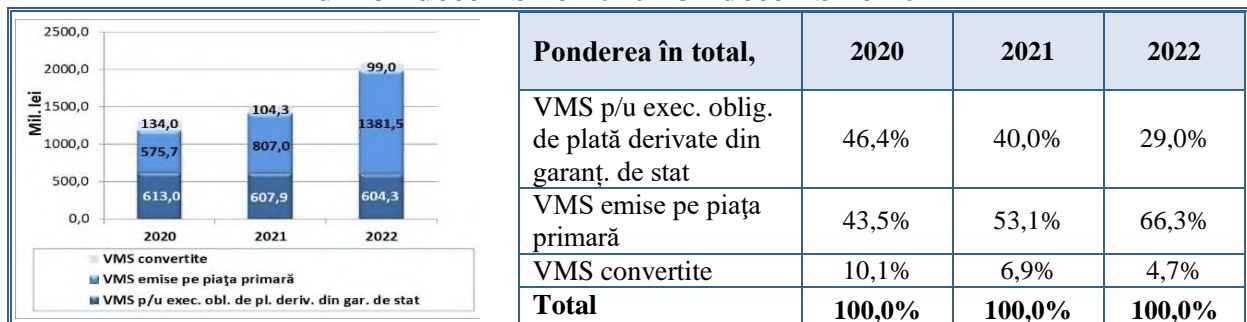 2500,0
2000,0
1500,0
1000,0
500,0
0,0
Mil. lei
134,0
575,7
613,0
104,3
807,0
607,9
99,0
1381,5
604,3
2020 2021 2022
VMS convertite
VMS emise pe piaţa primară
VMS p/u exec. obl. de pl. deriv. din gar. de stat
Ponderea în total, 2020 2021 2022
VMS p/u exec. oblig.
de plată derivate din
garanț. de stat
46,4% 40,0% 29,0%
VMS emise pe piaţa
primară
43,5% 53,1% 66,3%
VMS convertite 10,1% 6,9% 4,7%
Total 100,0% 100,0% 100,0%